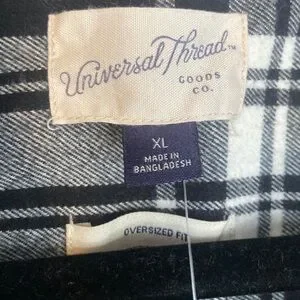 Universal Thread™
GOODS
CO.
XL
MADE IN
BANGLADESH
OVERSIZED FIT